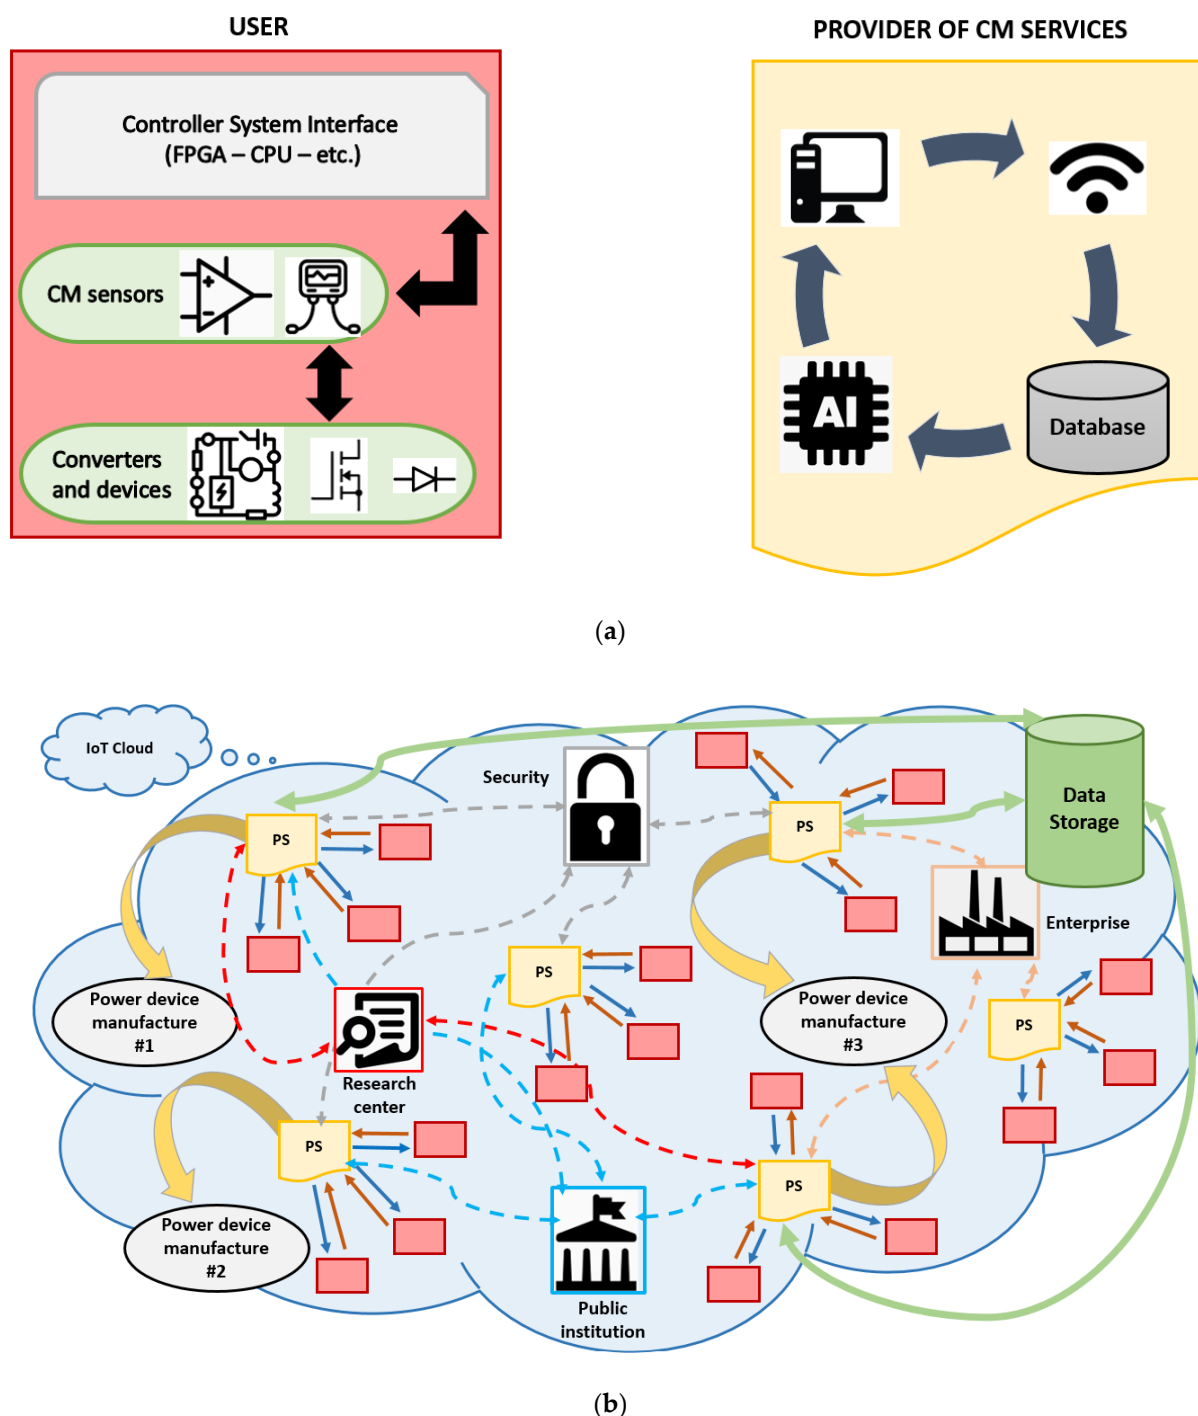 USER
PROVIDER OF CM SERVICES
Controller System Interface
(FPGA – CPU – etc.)
CM sensors
Converters
and devices
AI
Database
(a)
IoT Cloud
Security
Data
Storage
PS
PS
Enterprise
PS
PS
Power device
manufacture
#1
Power device
manufacture
#3
Research
center
PS
PS
Power device
manufacture
#2
Public
institution
(b)